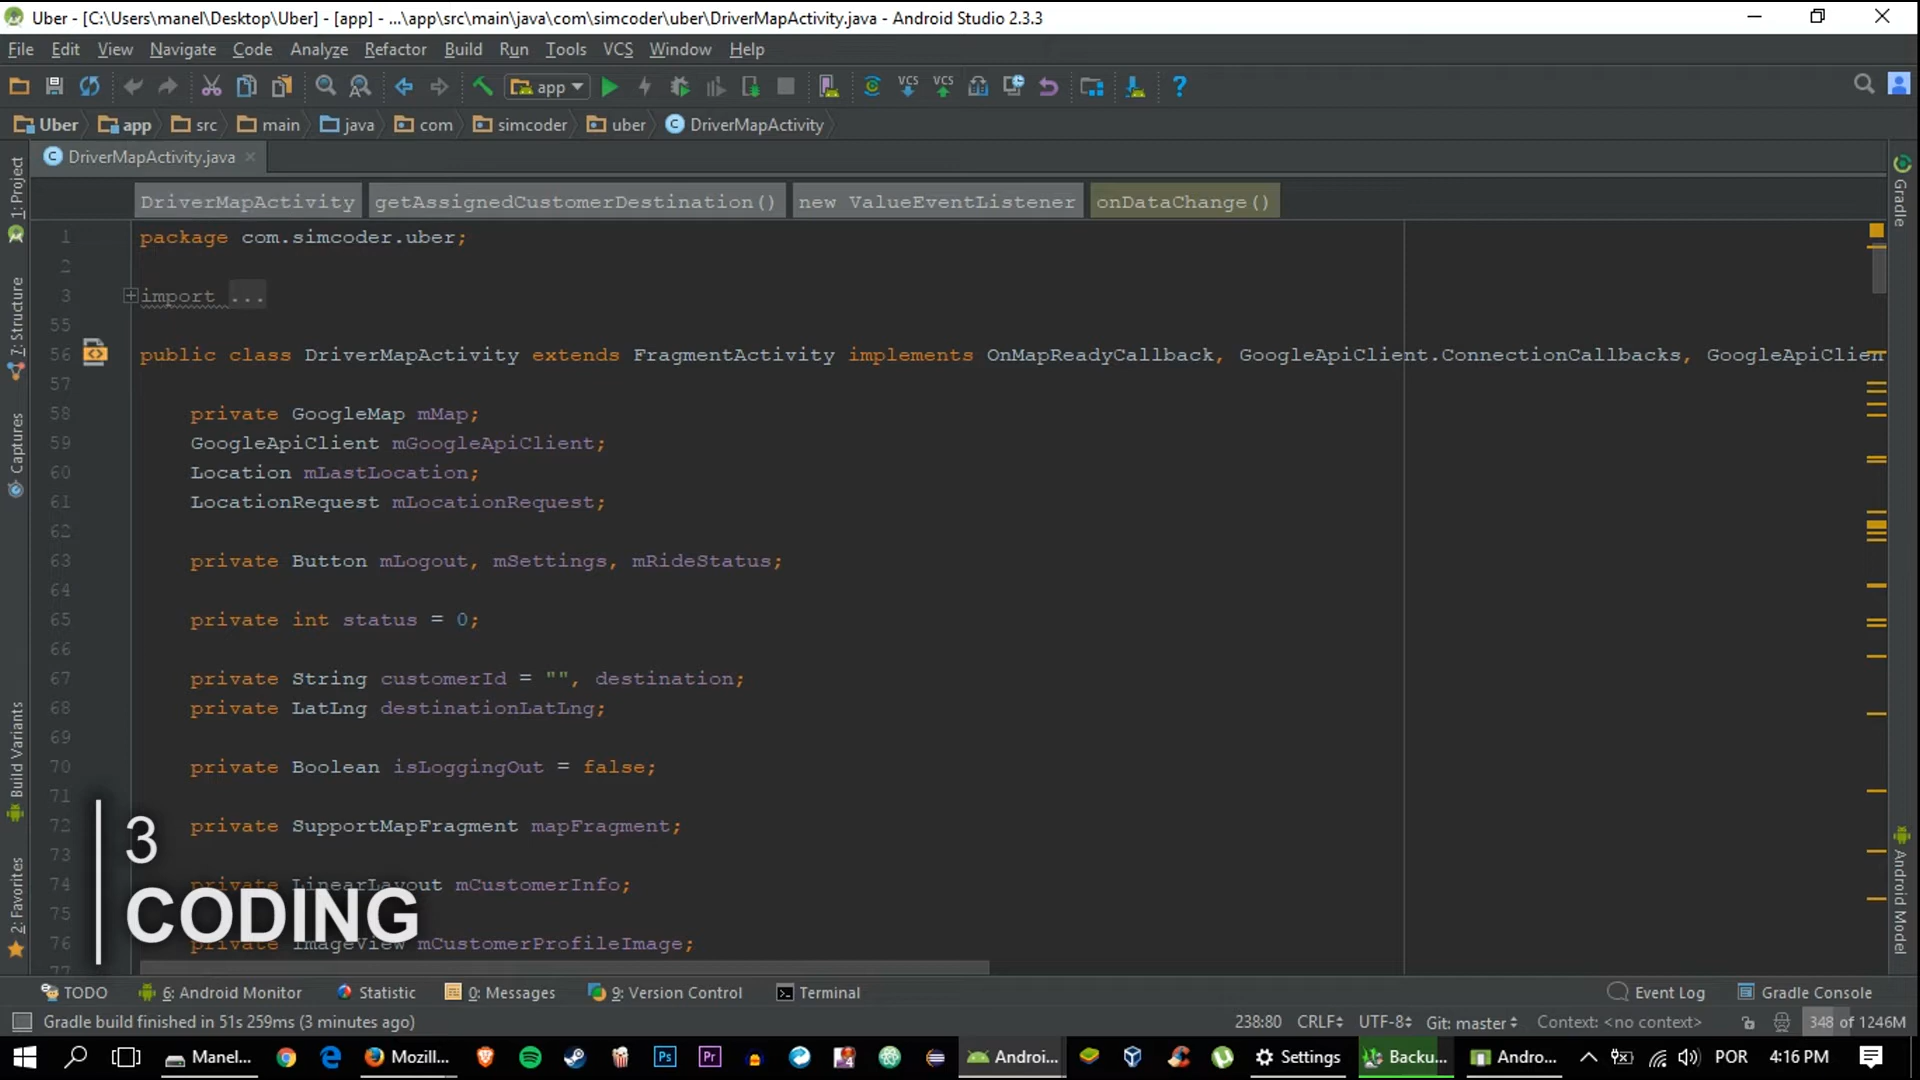 Uber - [C:\Users\manel\Desktop\Uber] - [app] - ...\app\src\main\java\com\simcoder\uber\DriverMapActivity.java - Android Studio 2.3.3
File Edit View Navigate Code Analyze Refactor Build Run Tools VCS Window Help
app VCS VCS ?
Uber app src main java com simcoder uber DriverMapActivity
DriverMapActivity.java
DriverMapActivity getAssignedCustomerDestination() new ValueEventListener onDataChange()
1 package com.simcoder.uber;
2
3 import ...
55
56 public class DriverMapActivity extends FragmentActivity implements OnMapReadyCallback, GoogleApiClient.ConnectionCallbacks, GoogleApiClien
57
58 private GoogleMap mMap;
59 GoogleApiClient mGoogleApiClient;
60 Location mLastLocation;
61 LocationRequest mLocationRequest;
62
63 private Button mLogout, mSettings, mRideStatus;
64
65 private int status = 0;
66
67 private String customerId = "", destination;
68 private LatLng destinationLatLng;
69
70 private Boolean isLoggingOut = false;
71
72 private SupportMapFragment mapFragment;
73
74 private LinearLayout mCustomerInfo;
75
76 private ImageView mCustomerProfileImage;
77
3
CODING
1: Project
7: Structure
Captures
Build Variants
2: Favorites
Gradle
Android Model
TODO 6: Android Monitor Statistic 0: Messages 9: Version Control Terminal Event Log Gradle Console
Gradle build finished in 51s 259ms (3 minutes ago) 238:80 CRLF UTF-8 Git: master Context: <no context> 348 of 1246M
Manel... Mozill... Ps Pr Androi... Settings Backu... Andro... POR 4:16 PM